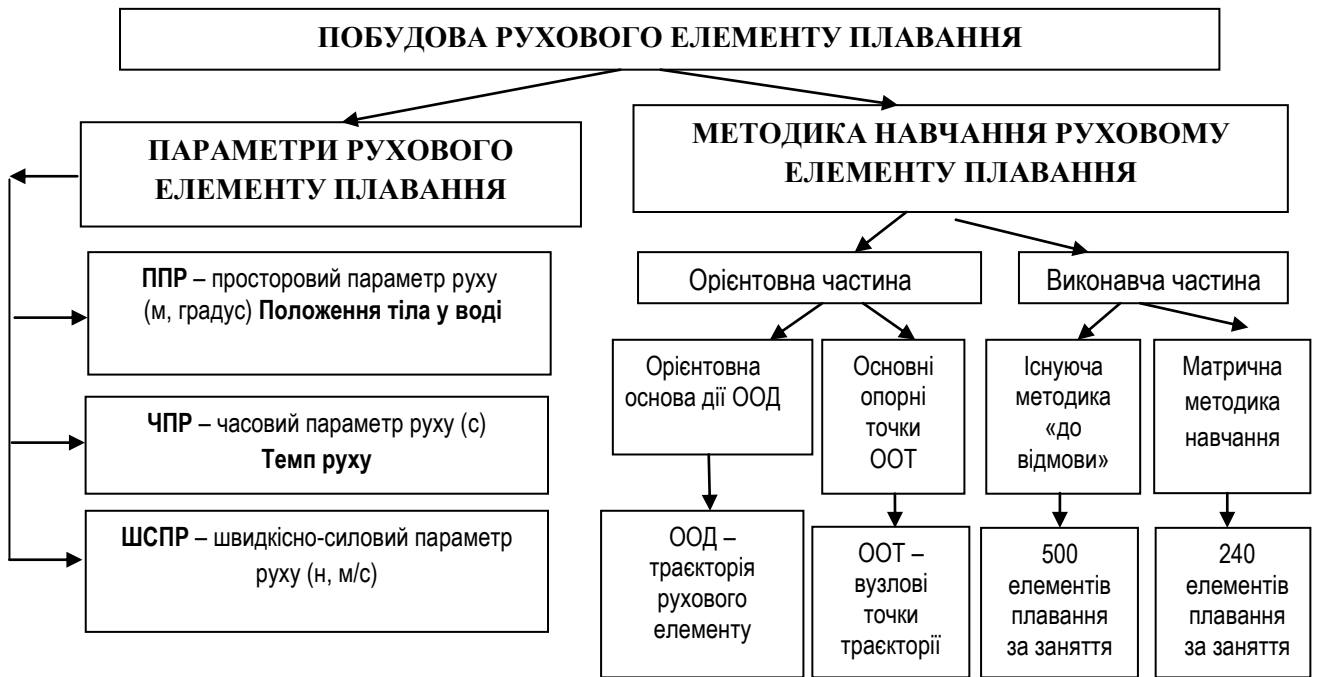 ПОБУДОВА РУХОВОГО ЕЛЕМЕНТУ ПЛАВАННЯ
ПАРАМЕТРИ РУХОВОГО
ЕЛЕМЕНТУ ПЛАВАННЯ
ППР – просторовий параметр руху
(м, градус) Положення тіла у воді
ЧПР – часовий параметр руху (с)
Темп руху
ШСПР – швидкісно-силовий параметр
руху (н, м/с)
МЕТОДИКА НАВЧАННЯ РУХОВОМУ
ЕЛЕМЕНТУ ПЛАВАННЯ
Орієнтовна частина
Виконавча частина
Орієнтовна
основа дії ООД
Основні
опорні
точки
ООТ
Існуюча
методика
«до
відмови»
Матрична
методика
навчання
ООД –
траєкторія
рухового
елементу
ООТ –
вузлові
точки
траєкторії
500
елементів
плавання
за заняття
240
елементів
плавання
за заняття